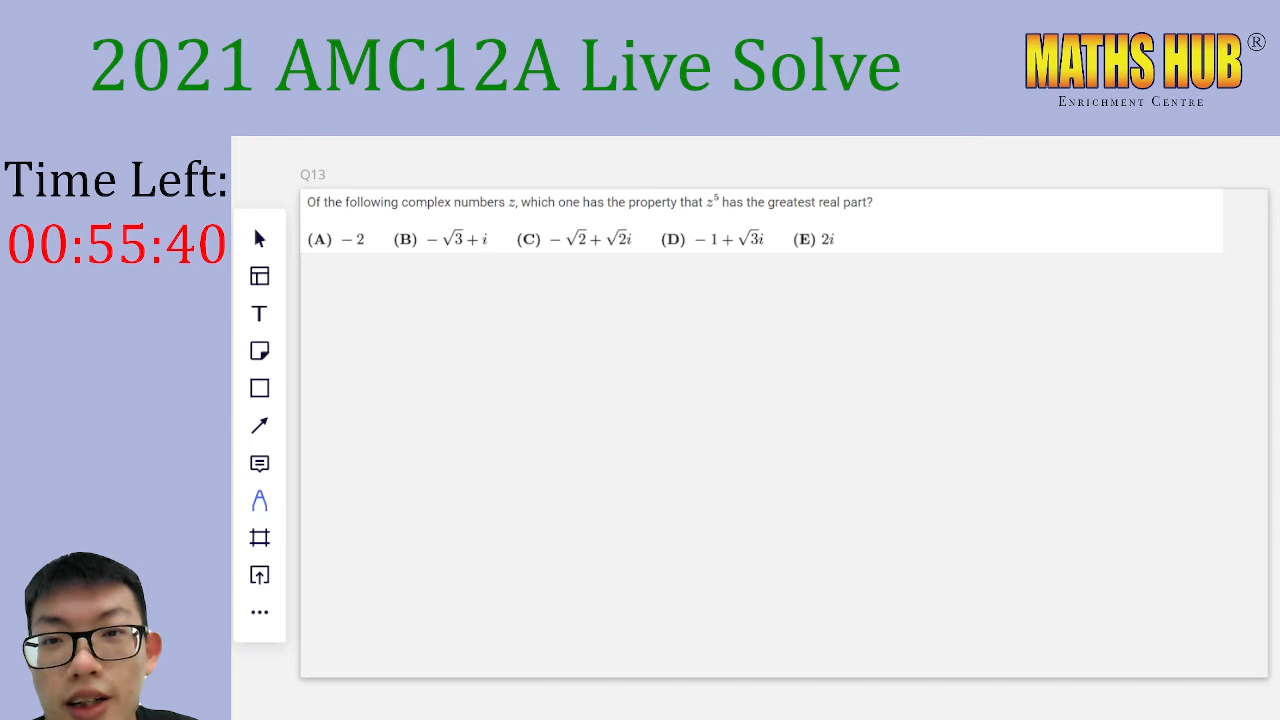 2021 AMC12A Live Solve
MATHS HUB®
ENRICHMENT CENTRE
Time Left:
00:55:40
Q13
Of the following complex numbers z, which one has the property that z⁵ has the greatest real part?
(A) − 2 (B) − √3 + i (C) − √2 + √2i (D) − 1 + √3i (E) 2i
T